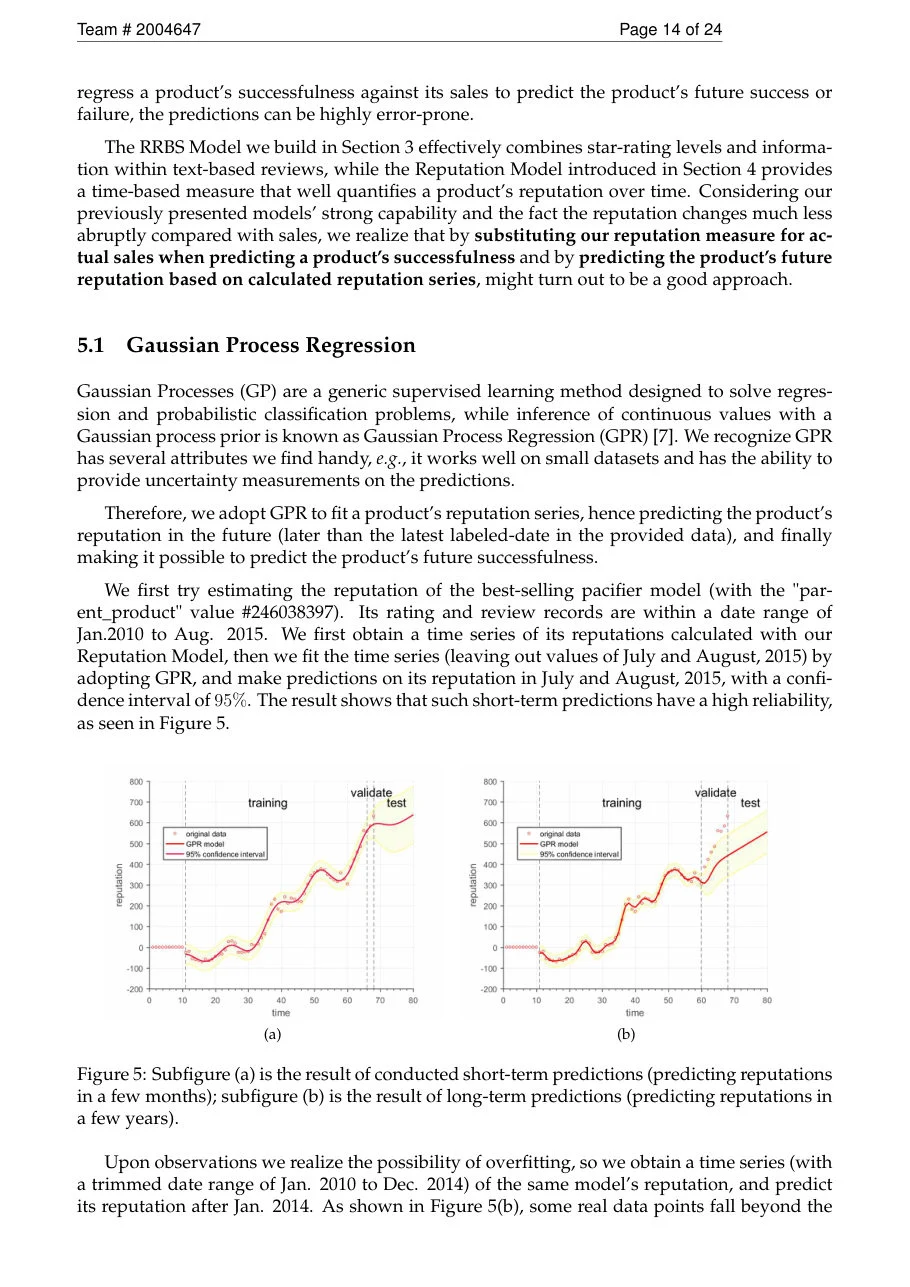 Team # 2004647 Page 14 of 24
regress a product's successfulness against its sales to predict the product's future success or
failure, the predictions can be highly error-prone.
The RRBS Model we build in Section 3 effectively combines star-rating levels and informa-
tion within text-based reviews, while the Reputation Model introduced in Section 4 provides
a time-based measure that well quantifies a product's reputation over time. Considering our
previously presented models' strong capability and the fact the reputation changes much less
abruptly compared with sales, we realize that by substituting our reputation measure for ac-
tual sales when predicting a product's successfulness and by predicting the product's future
reputation based on calculated reputation series, might turn out to be a good approach.
5.1 Gaussian Process Regression
Gaussian Processes (GP) are a generic supervised learning method designed to solve regres-
sion and probabilistic classification problems, while inference of continuous values with a
Gaussian process prior is known as Gaussian Process Regression (GPR) [7]. We recognize GPR
has several attributes we find handy, e.g., it works well on small datasets and has the ability to
provide uncertainty measurements on the predictions.
Therefore, we adopt GPR to fit a product's reputation series, hence predicting the product's
reputation in the future (later than the latest labeled-date in the provided data), and finally
making it possible to predict the product's future successfulness.
We first try estimating the reputation of the best-selling pacifier model (with the "par-
ent_product" value #246038397). Its rating and review records are within a date range of
Jan.2010 to Aug. 2015. We first obtain a time series of its reputations calculated with our
Reputation Model, then we fit the time series (leaving out values of July and August, 2015) by
adopting GPR, and make predictions on its reputation in July and August, 2015, with a confi-
dence interval of 95%. The result shows that such short-term predictions have a high reliability,
as seen in Figure 5.
800
700
600
500
400
300
200
100
0
-100
-200
reputation
training
validate
test
original data
GPR model
95% confidence interval
0 10 20 30 40 50 60 70 80
time
(a)
800
700
600
500
400
300
200
100
0
-100
-200
reputation
training
validate
test
original data
GPR model
95% confidence interval
0 10 20 30 40 50 60 70 80
time
(b)
Figure 5: Subfigure (a) is the result of conducted short-term predictions (predicting reputations
in a few months); subfigure (b) is the result of long-term predictions (predicting reputations in
a few years).
Upon observations we realize the possibility of overfitting, so we obtain a time series (with
a trimmed date range of Jan. 2010 to Dec. 2014) of the same model's reputation, and predict
its reputation after Jan. 2014. As shown in Figure 5(b), some real data points fall beyond the